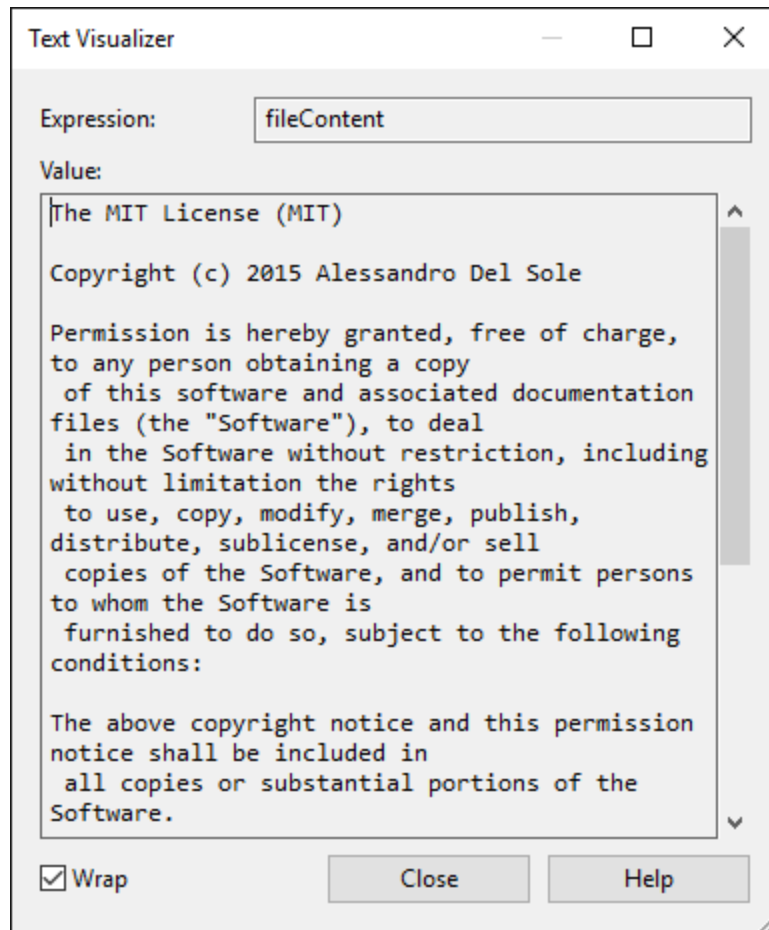 Text Visualizer
Expression:
fileContent
Value:
The MIT License (MIT)
Copyright (c) 2015 Alessandro Del Sole
Permission is hereby granted, free of charge,
to any person obtaining a copy
of this software and associated documentation
files (the "Software"), to deal
in the Software without restriction, including
without limitation the rights
to use, copy, modify, merge, publish,
distribute, sublicense, and/or sell
copies of the Software, and to permit persons
to whom the Software is
furnished to do so, subject to the following
conditions:
The above copyright notice and this permission
notice shall be included in
all copies or substantial portions of the
Software.
Wrap
Close
Help